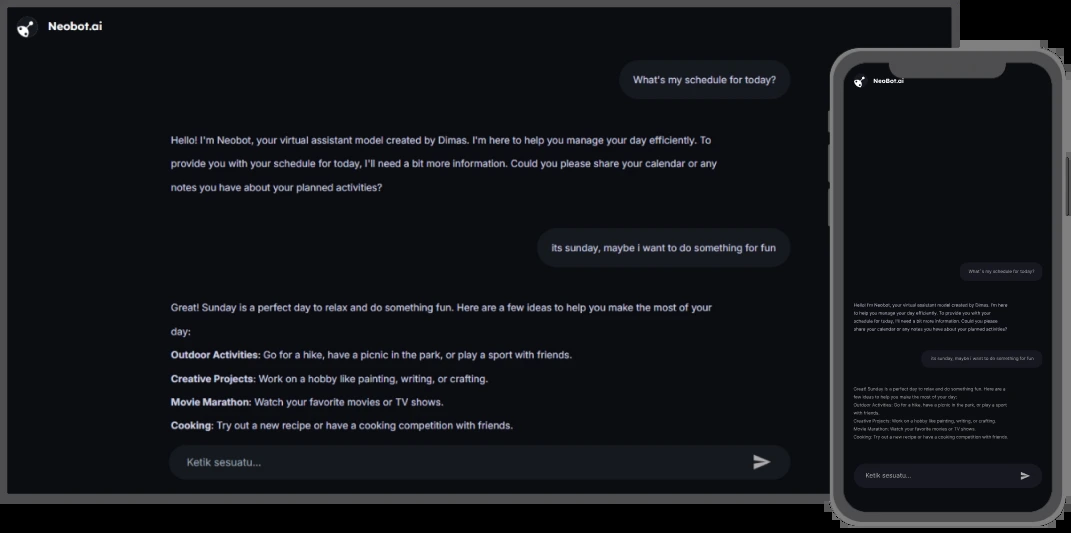 Neobot.ai
What's my schedule for today?
Hello! I'm Neobot, your virtual assistant model created by Dimas. I'm here to help you manage your day efficiently. To
provide you with your schedule for today, I'll need a bit more information. Could you please share your calendar or any
notes you have about your planned activities?
its sunday, maybe i want to do something for fun
Great! Sunday is a perfect day to relax and do something fun. Here are a few ideas to help you make the most of your
day:
Outdoor Activities: Go for a hike, have a picnic in the park, or play a sport with friends.
Creative Projects: Work on a hobby like painting, writing, or crafting.
Movie Marathon: Watch your favorite movies or TV shows.
Cooking: Try out a new recipe or have a cooking competition with friends.
Ketik sesuatu...
NeoBot.ai
What's my schedule for today?
Hello! I'm Neobot, your virtual assistant model created by Dimas. I'm here
to help you manage your day efficiently. To provide you with your
schedule for today, I'll need a bit more information. Could you please
share your calendar or any notes you have about your planned activities?
its sunday, maybe i want to do something for fun
Great! Sunday is a perfect day to relax and do something fun. Here are a
few ideas to help you make the most of your day:
Outdoor Activities: Go for a hike, have a picnic in the park, or play a sport
with friends.
Creative Projects: Work on a hobby like painting, writing, or crafting.
Movie Marathon: Watch your favorite movies or TV shows.
Cooking: Try out a new recipe or have a cooking competition with friends.
Ketik sesuatu...